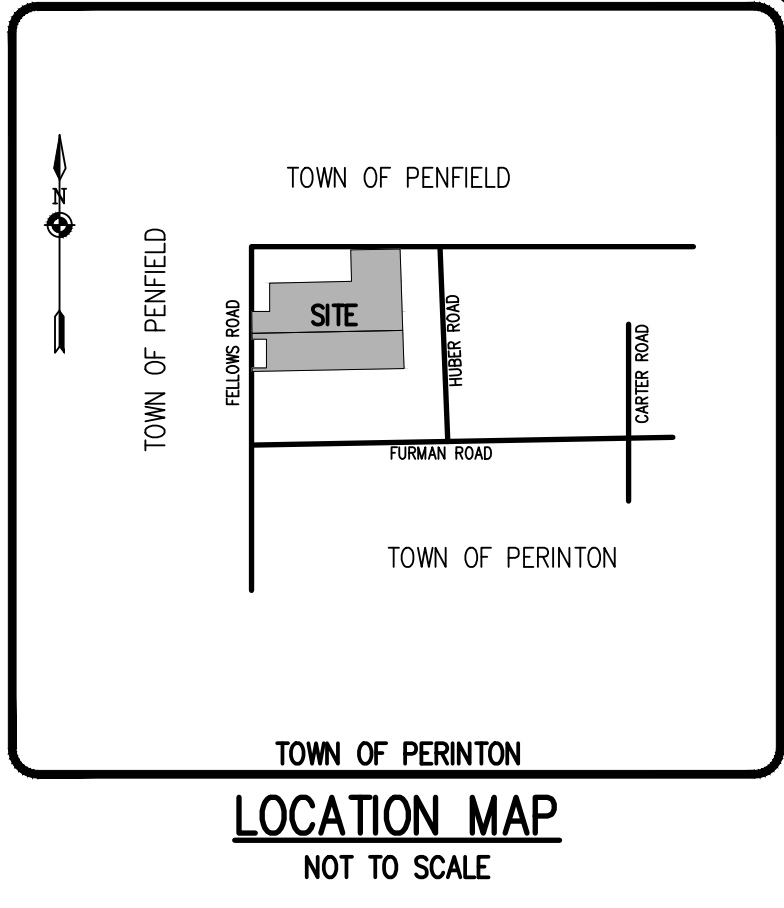 TOWN OF PENFIELD
N
TOWN OF PENFIELD
FELLOWS ROAD
SITE
HUBER ROAD
CARTER ROAD
FURMAN ROAD
TOWN OF PERINTON
TOWN OF PERINTON
LOCATION MAP
NOT TO SCALE